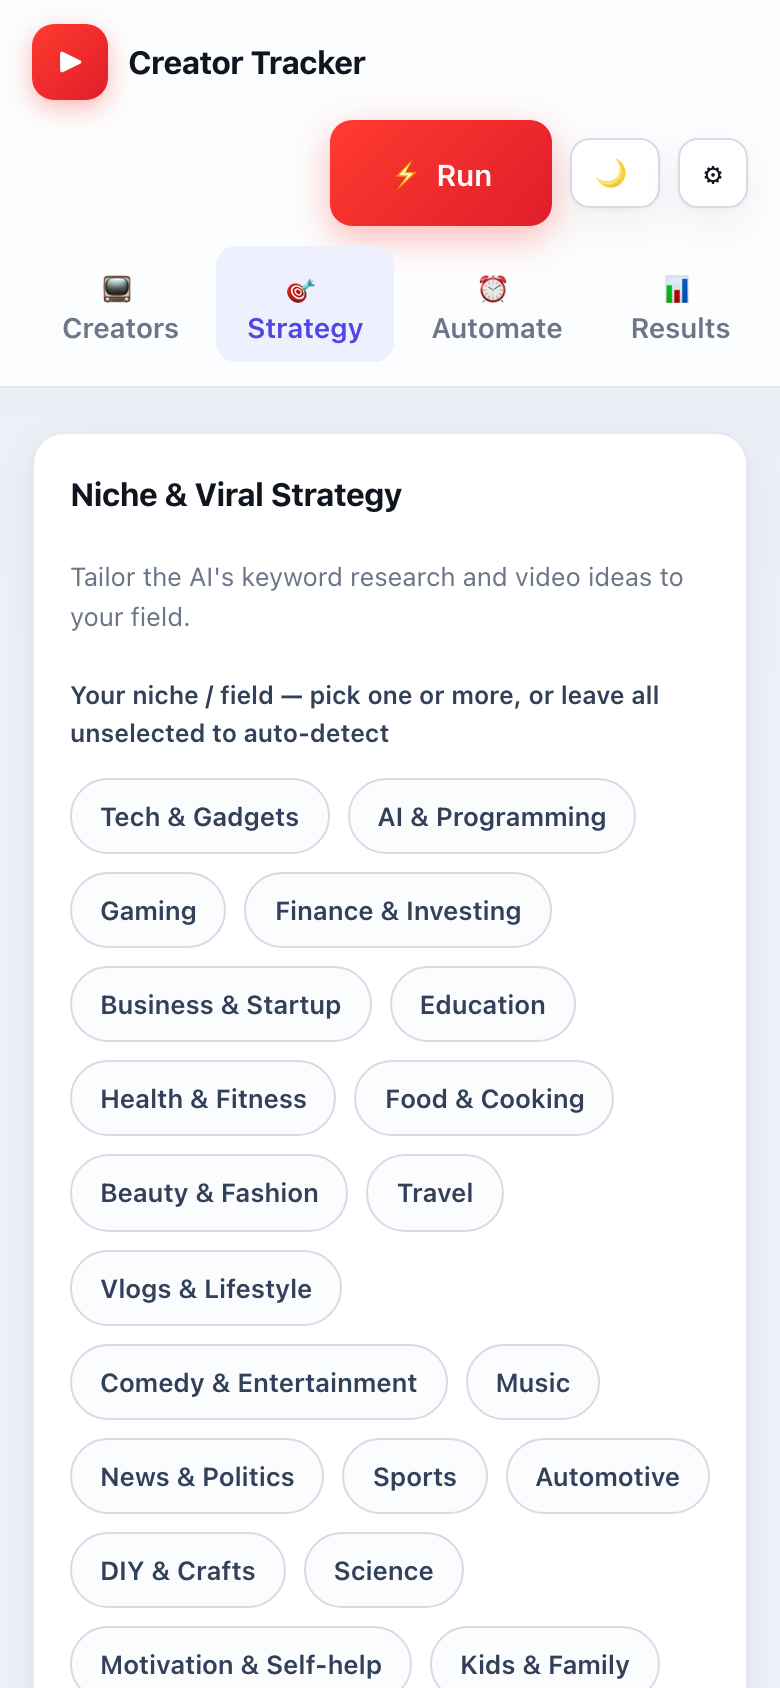 Creator Tracker
⚡ Run 🌙 ⚙
📺 🎯 ⏰ 📊
Creators Strategy Automate Results
Niche & Viral Strategy
Tailor the AI's keyword research and video ideas to
your field.
Your niche / field — pick one or more, or leave all
unselected to auto-detect
Tech & Gadgets AI & Programming
Gaming Finance & Investing
Business & Startup Education
Health & Fitness Food & Cooking
Beauty & Fashion Travel
Vlogs & Lifestyle
Comedy & Entertainment Music
News & Politics Sports Automotive
DIY & Crafts Science
Motivation & Self-help Kids & Family